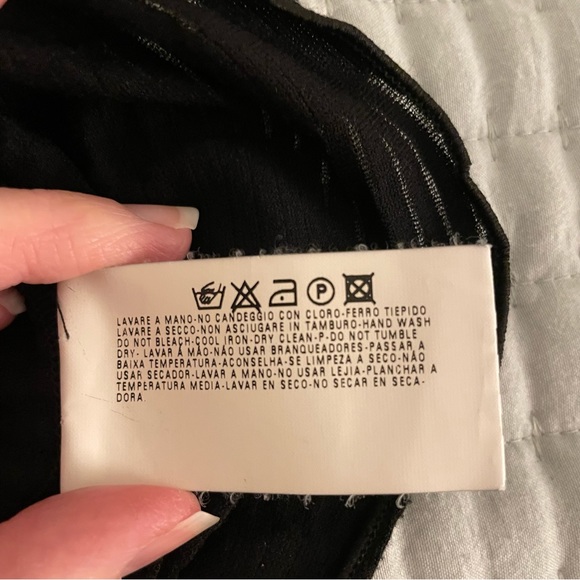 P
LAVARE A MANO-NO CANDEGGIO CON CLORO-FERRO TIEPIDO
LAVARE A SECCO-NON ASCIUGARE IN TAMBURO-HAND WASH
DO NOT BLEACH-COOL IRON-DRY CLEAN-P-DO NOT TUMBLE
DRY- LAVAR Á MÃO-NÃO USAR BRANQUEADORES-PASSAR A
BAIXA TEMPERATURA-ACONSELHA-SE LIMPEZA A SECO-NÃO
USAR SECADOR-LAVAR A MANO-NO USAR LEJIA-PLANCHAR A
TEMPERATURA MEDIA-LAVAR EN SECO-NO SECAR EN SECA-
DORA.